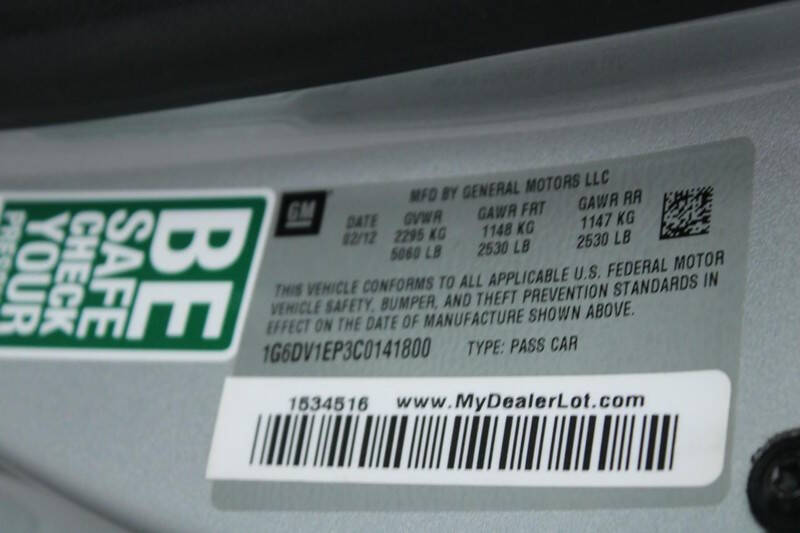 GM
MFD BY GENERAL MOTORS LLC
DATE GVWR GAWR FRT GAWR RR
02/12 2295 KG 1148 KG 1147 KG
5060 LB 2530 LB 2530 LB
THIS VEHICLE CONFORMS TO ALL APPLICABLE U.S. FEDERAL MOTOR
VEHICLE SAFETY, BUMPER, AND THEFT PREVENTION STANDARDS IN
EFFECT ON THE DATE OF MANUFACTURE SHOWN ABOVE.
1G6DV1EP3C0141800 TYPE: PASS CAR
1534516 www.MyDealerLot.com
BE
SAFE
CHECK
YOUR